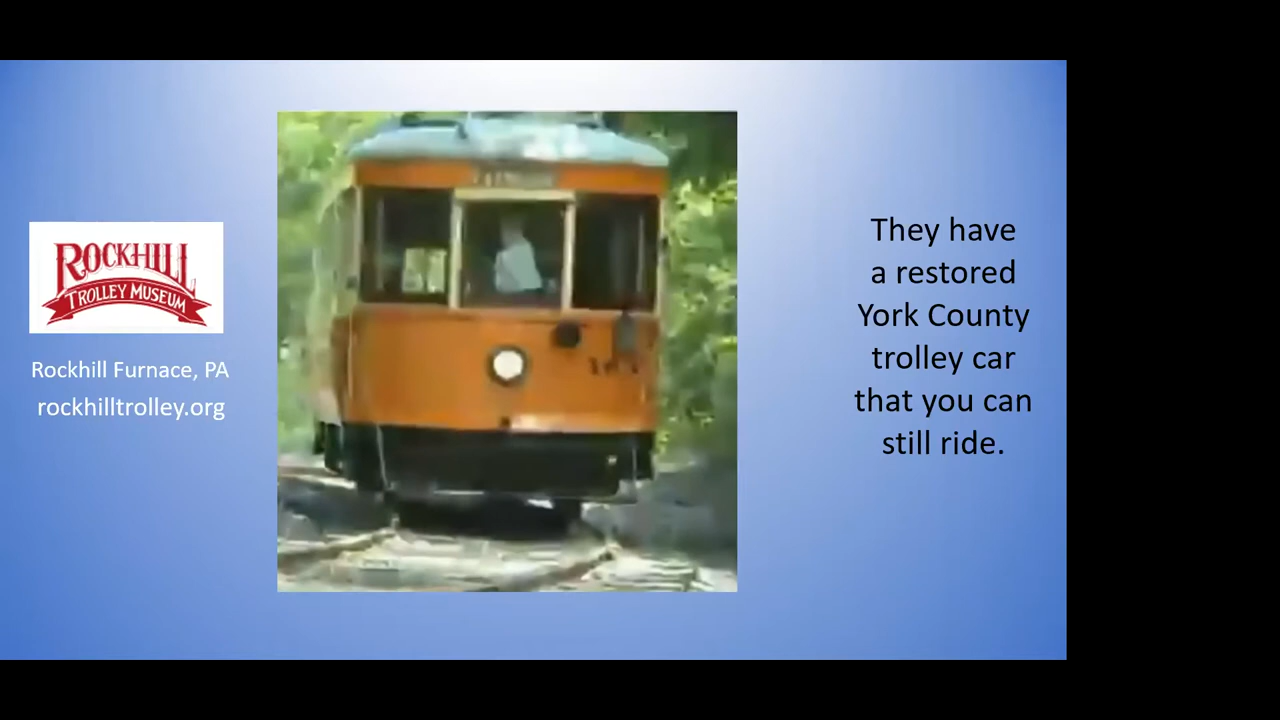 ROCKHILL
TROLLEY MUSEUM
Rockhill Furnace, PA
rockhilltrolley.org
They have
a restored
York County
trolley car
that you can
still ride.